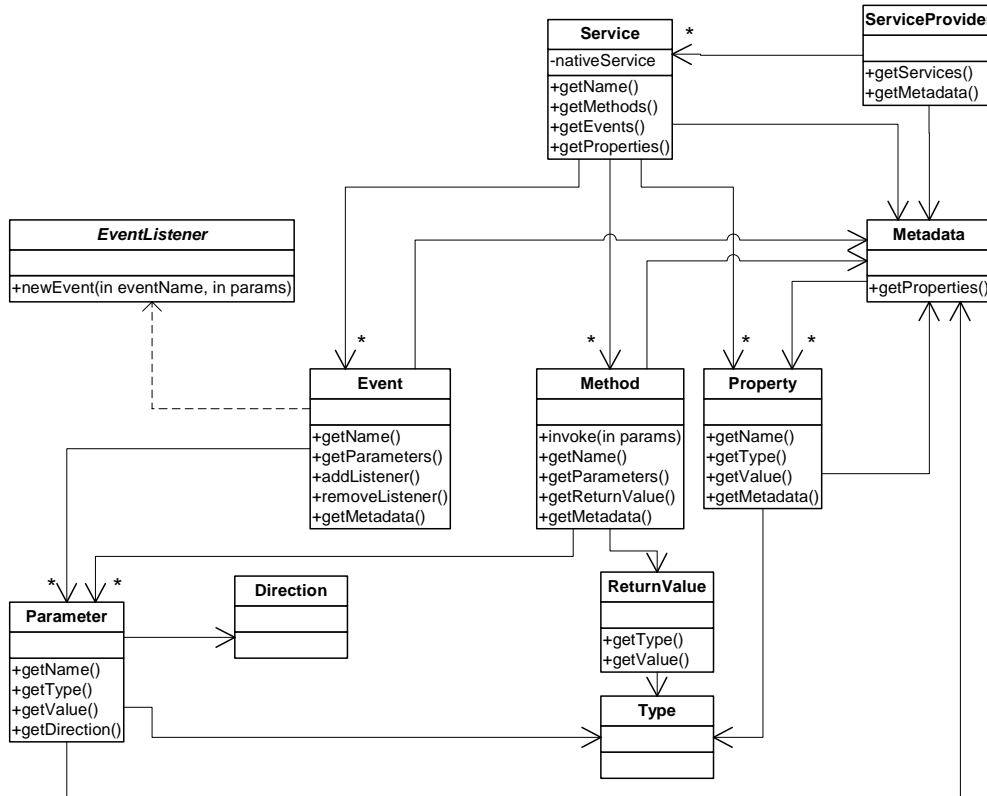 Service
-nativeService
+getName()
+getMethods()
+getEvents()
+getProperties()
*
ServiceProvider
+getServices()
+getMetadata()
EventListener
+newEvent(in eventName, in params)
Metadata
+getProperties()
*
*
*
*
Event
+getName()
+getParameters()
+addListener()
+removeListener()
+getMetadata()
Method
+invoke(in params)
+getName()
+getParameters()
+getReturnValue()
+getMetadata()
Property
+getName()
+getType()
+getValue()
+getMetadata()
*
*
Parameter
+getName()
+getType()
+getValue()
+getDirection()
Direction
ReturnValue
+getType()
+getValue()
Type